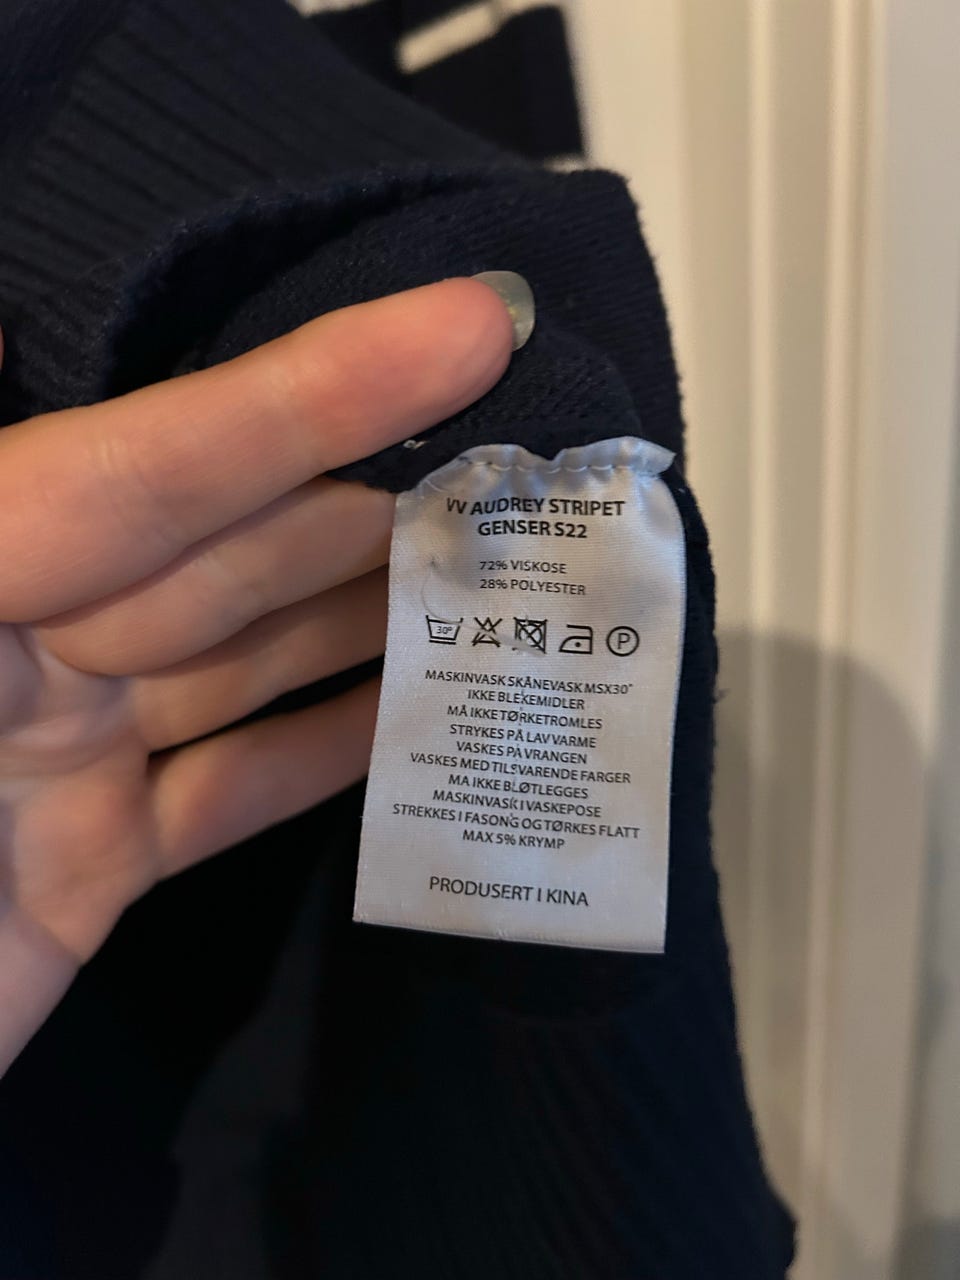 VV AUDREY STRIPET
GENSER S22
72% VISKOSE
28% POLYESTER
30° P
MASKINVASK SKÅNEVASK MSX30°
IKKE BLEKEMIDLER
MÅ IKKE TØRKETROMLES
STRYKES PÅ LAV VARME
VASKES PÅ VRANGEN
VASKES MED TILSVARENDE FARGER
MA IKKE BLØTLEGGES
MASKINVASK I VASKEPOSE
STREKKES I FASONG OG TØRKES FLATT
MAX 5% KRYMP
PRODUSERT I KINA